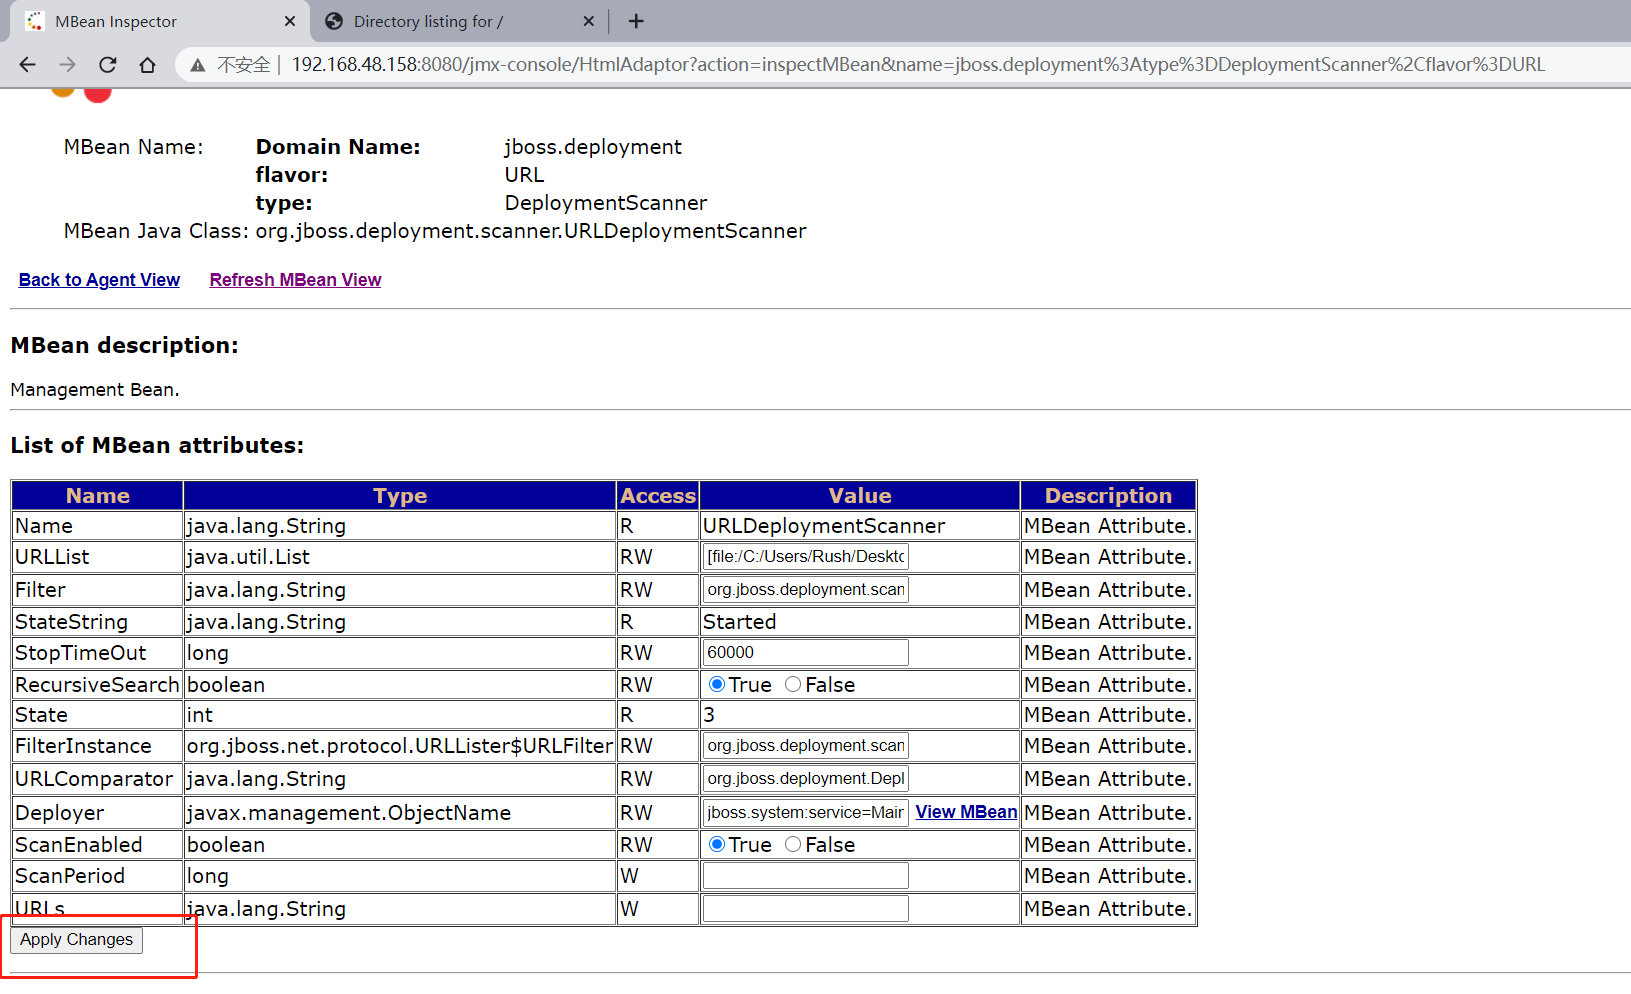 MBean Inspector
Directory listing for /
不安全 | 192.168.48.158:8080/jmx-console/HtmlAdaptor?action=inspectMBean&name=jboss.deployment%3Atype%3DDeploymentScanner%2Cflavor%3DURL
MBean Name: Domain Name: jboss.deployment
flavor: URL
type: DeploymentScanner
MBean Java Class: org.jboss.deployment.scanner.URLDeploymentScanner
Back to Agent View Refresh MBean View
MBean description:
Management Bean.
List of MBean attributes:
Name Type Access Value Description
Name java.lang.String R URLDeploymentScanner MBean Attribute.
URLList java.util.List RW [file:/C:/Users/Rush/Deskto MBean Attribute.
Filter java.lang.String RW org.jboss.deployment.scan MBean Attribute.
StateString java.lang.String R Started MBean Attribute.
StopTimeOut long RW 60000 MBean Attribute.
RecursiveSearch boolean RW True False MBean Attribute.
State int R 3 MBean Attribute.
FilterInstance org.jboss.net.protocol.URLLister$URLFilter RW org.jboss.deployment.scan MBean Attribute.
URLComparator java.lang.String RW org.jboss.deployment.Depl MBean Attribute.
Deployer javax.management.ObjectName RW jboss.system:service=Mair View MBean MBean Attribute.
ScanEnabled boolean RW True False MBean Attribute.
ScanPeriod long W MBean Attribute.
URLs java.lang.String W MBean Attribute.
Apply Changes